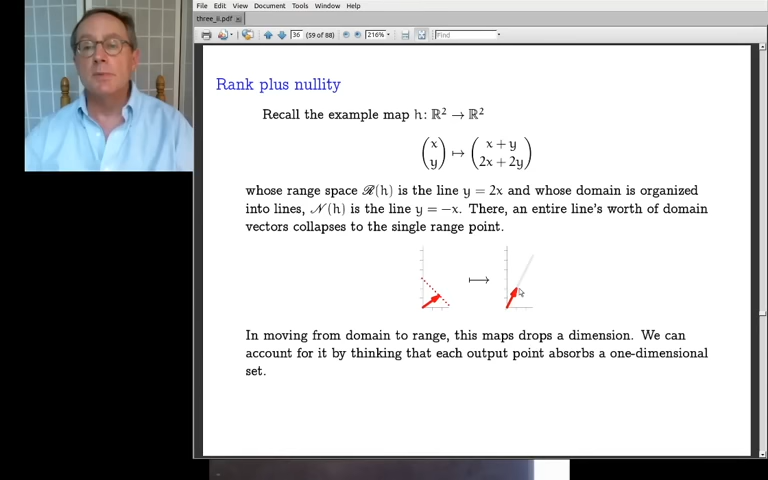 File Edit View Document Tools Window Help
three_li.pdf
36 (59 of 88) 216% Find
Rank plus nullity
Recall the example map h: ℝ² → ℝ²
(x y) ↦ (x + y 2x + 2y)
whose range space ℛ(h) is the line y = 2x and whose domain is organized
into lines, 𝒩(h) is the line y = −x. There, an entire line's worth of domain
vectors collapses to the single range point.
⟼
In moving from domain to range, this maps drops a dimension. We can
account for it by thinking that each output point absorbs a one-dimensional
set.